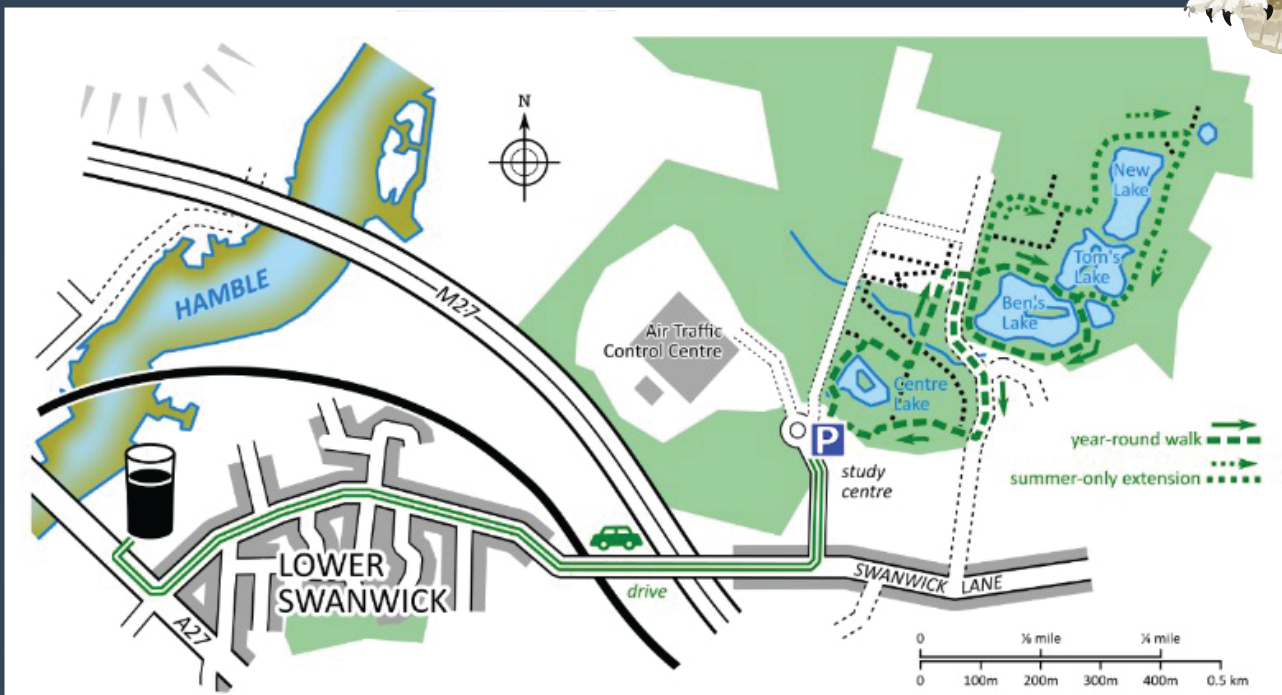 N
HAMBLE
M27
Air Traffic
Control Centre
New
Lake
Tom's
Lake
Ben's
Lake
Centre
Lake
P
study
centre
year-round walk
summer-only extension
LOWER
SWANWICK
drive
SWANWICK LANE
A27
0 ⅛ mile ¼ mile
0 100m 200m 300m 400m 0.5 km